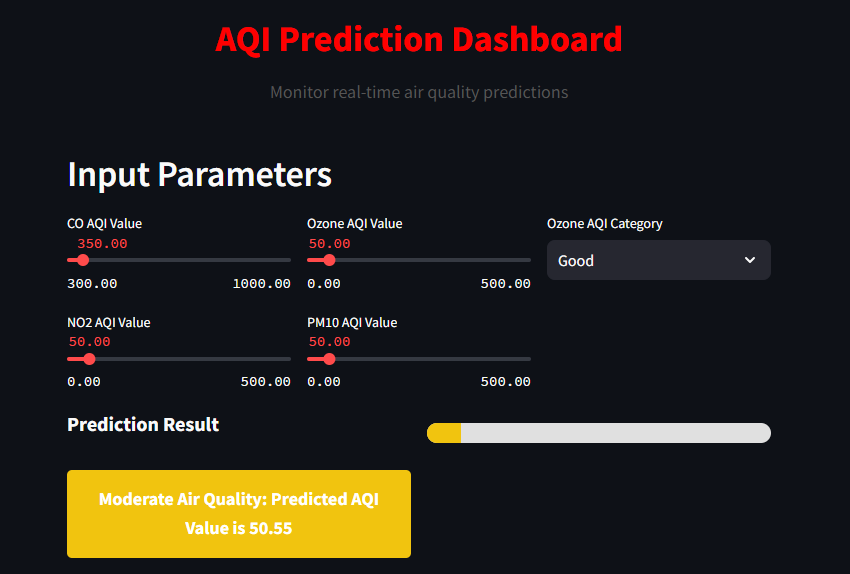 AQI Prediction Dashboard
Monitor real-time air quality predictions
Input Parameters
CO AQI Value
350.00
300.00 1000.00
Ozone AQI Value
50.00
0.00 500.00
Ozone AQI Category
Good
NO2 AQI Value
50.00
0.00 500.00
PM10 AQI Value
50.00
0.00 500.00
Prediction Result
Moderate Air Quality: Predicted AQI
Value is 50.55